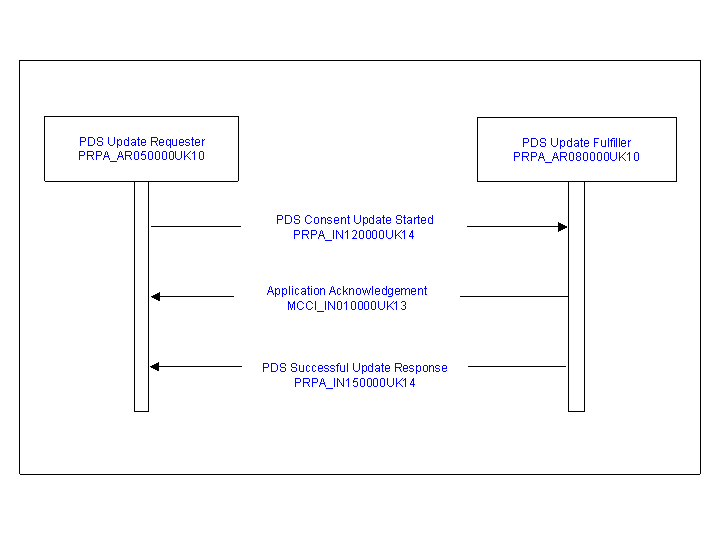 PDS Update Requester
PRPA_AR050000UK10
PDS Update Fulfiller
PRPA_AR080000UK10
PDS Consent Update Started
PRPA_IN120000UK14
Application Acknowledgement
MCCI_IN010000UK13
PDS Successful Update Response
PRPA_IN150000UK14